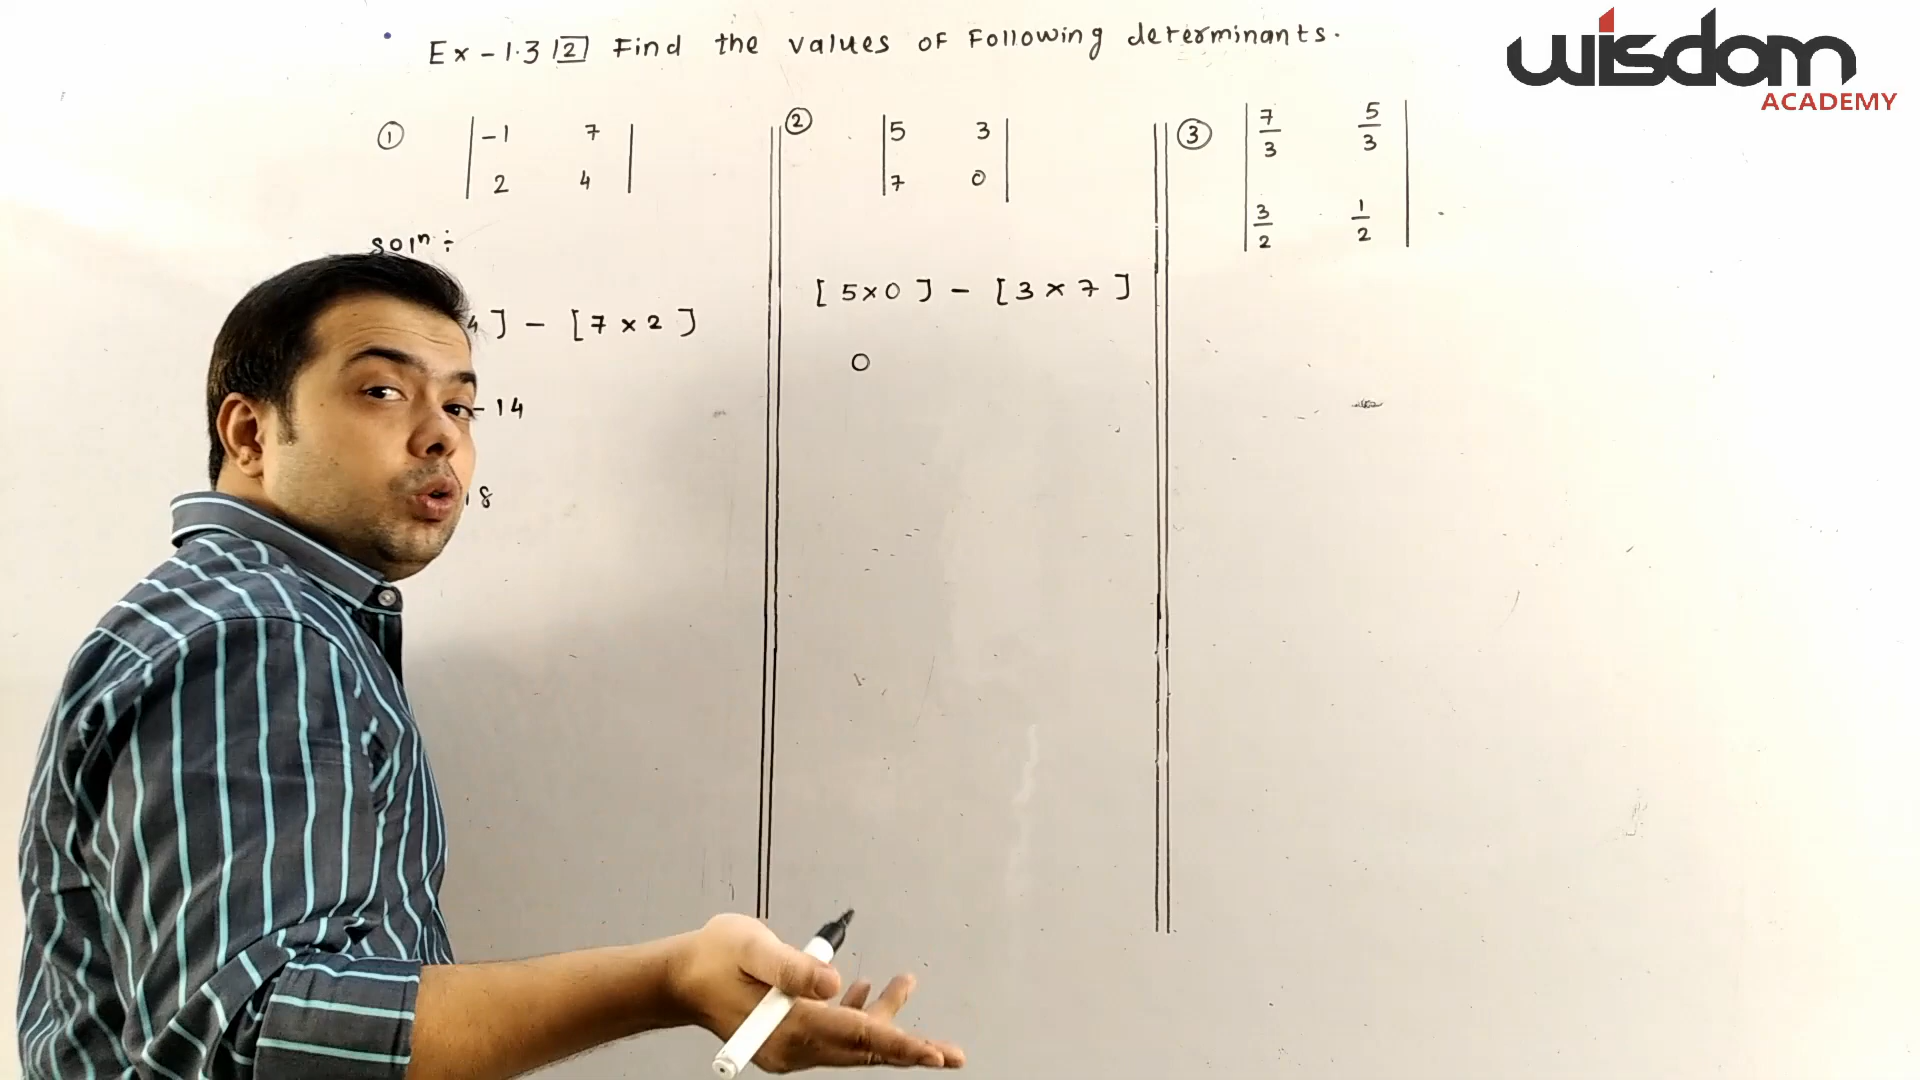 Ex - 1.3 |2| Find the values of Following determinants.
wisdom
ACADEMY
① | -1 7 |
| 2 4 |
Solⁿ ÷
4 ] - [ 7 × 2 ]
- 14
8
② | 5 3 |
| 7 0 |
[ 5 × 0 ] - [ 3 × 7 ]
0
③ | 7/3 5/3 |
| 3/2 1/2 |